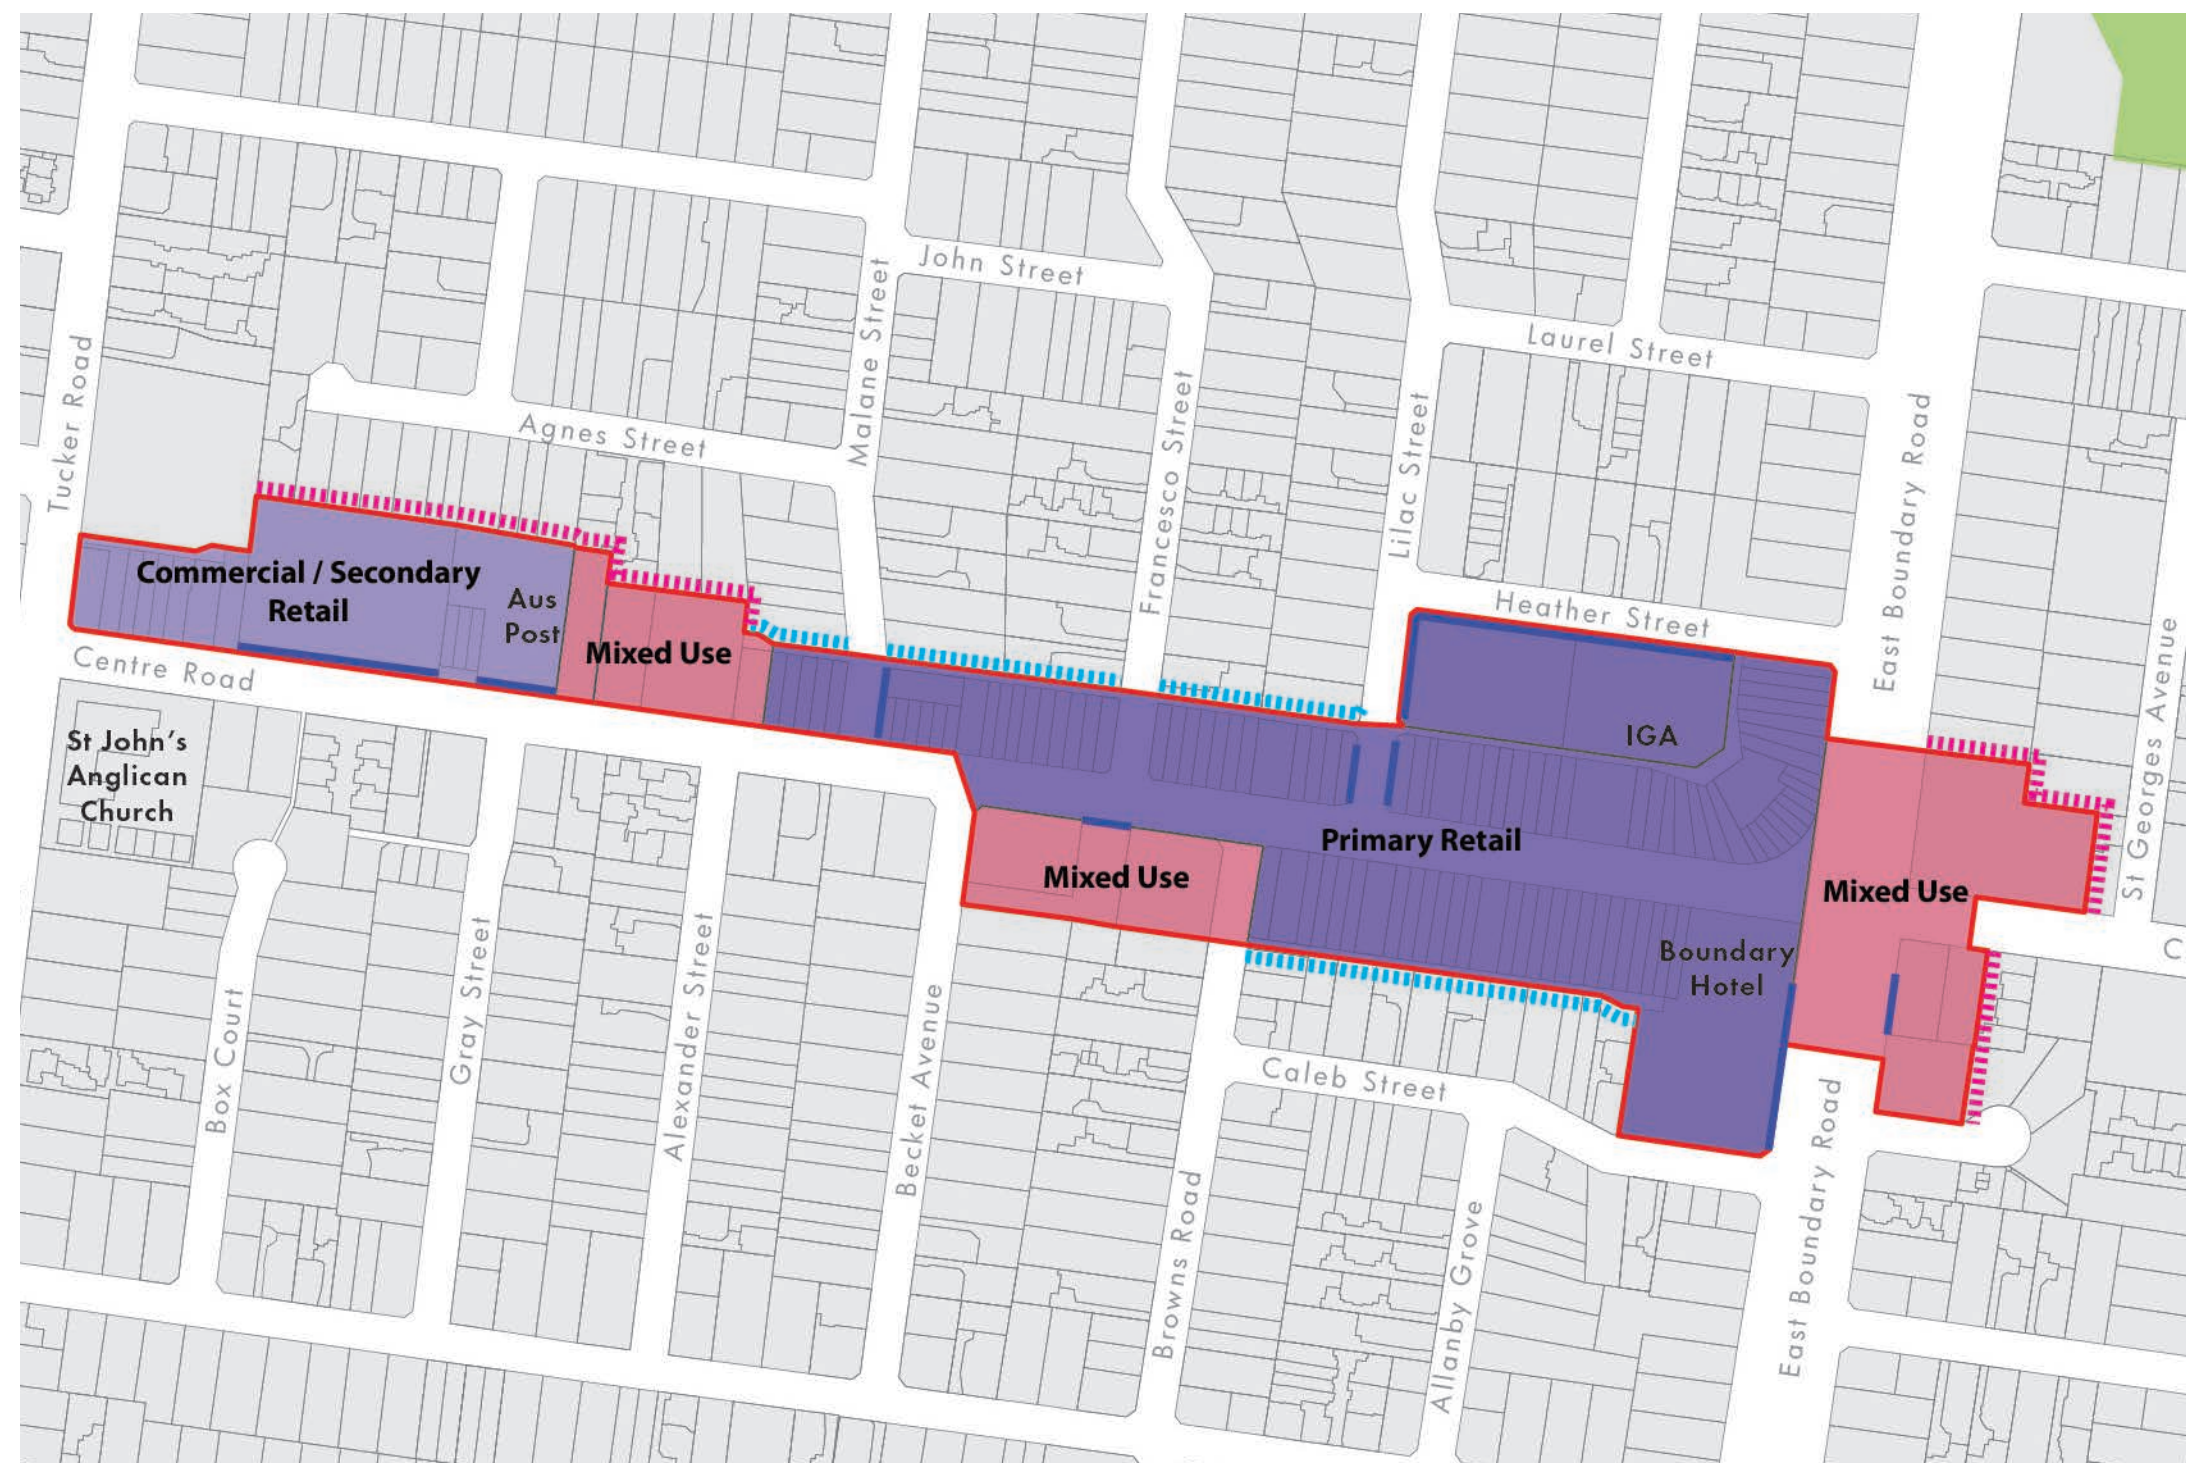 John Street
Malane Street
Laurel Street
Tucker Road
Agnes Street
Francesco Street
Lilac Street
East Boundary Road
Commercial / Secondary
Retail
Aus
Post
Mixed Use
Heather Street
Centre Road
St John's
Anglican
Church
IGA
St Georges Avenue
Primary Retail
Mixed Use
Mixed Use
Boundary
Hotel
C
Box Court
Gray Street
Alexander Street
Becket Avenue
Caleb Street
Browns Road
Allanby Grove
East Boundary Road